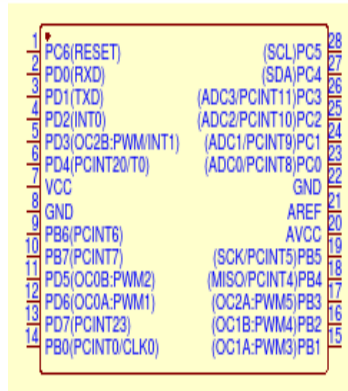 1 PC6(RESET) (SCL)PC5 28
2 PD0(RXD) (SDA)PC4 27
3 PD1(TXD) (ADC3/PCINT11)PC3 26
4 PD2(INT0) (ADC2/PCINT10)PC2 25
5 PD3(OC2B:PWM/INT1) (ADC1/PCINT9)PC1 24
6 PD4(PCINT20/T0) (ADC0/PCINT8)PC0 23
7 VCC GND 22
8 GND AREF 21
9 PB6(PCINT6) AVCC 20
10 PB7(PCINT7) (SCK/PCINT5)PB5 19
11 PD5(OC0B:PWM2) (MISO/PCINT4)PB4 18
12 PD6(OC0A:PWM1) (OC2A:PWM5)PB3 17
13 PD7(PCINT23) (OC1B:PWM4)PB2 16
14 PB0(PCINT0/CLK0) (OC1A:PWM3)PB1 15